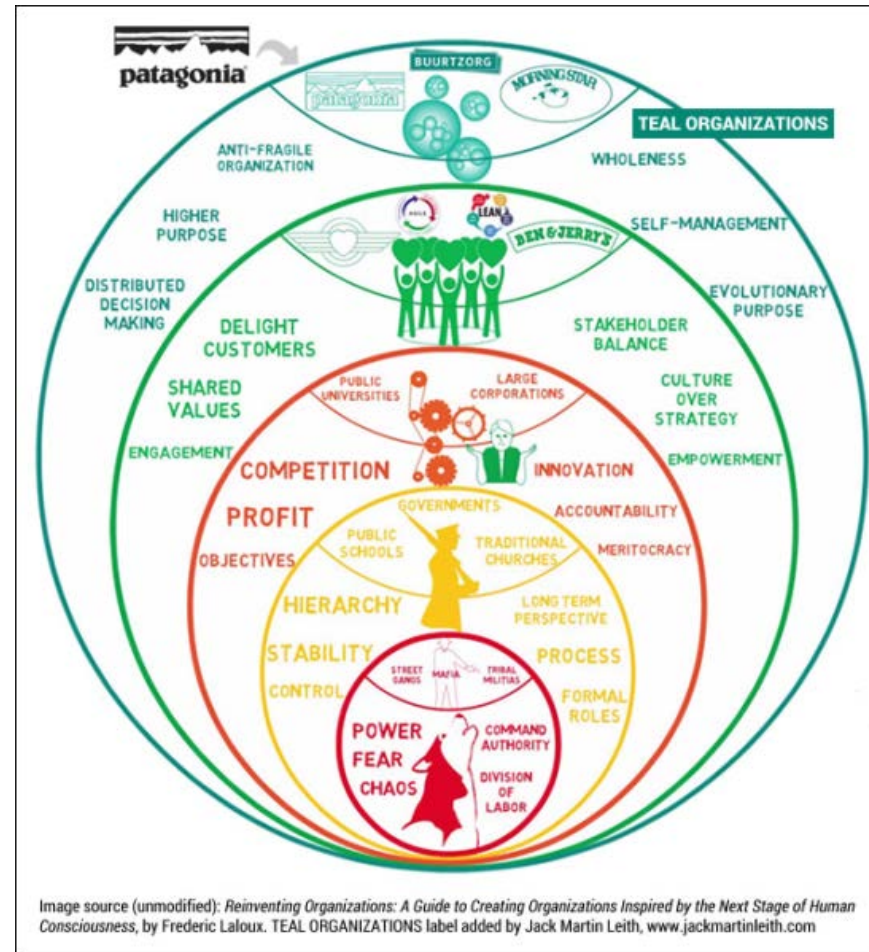 patagonia
BUURTZORG
patagonia
MORNING STAR
TEAL ORGANIZATIONS
ANTI-FRAGILE
ORGANIZATION
WHOLENESS
HIGHER
PURPOSE
SELF-MANAGEMENT
DISTRIBUTED
DECISION
MAKING
EVOLUTIONARY
PURPOSE
AGILE
LEAN
BEN & JERRY'S
DELIGHT
CUSTOMERS
STAKEHOLDER
BALANCE
SHARED
VALUES
CULTURE
OVER
STRATEGY
ENGAGEMENT
EMPOWERMENT
PUBLIC
UNIVERSITIES
LARGE
CORPORATIONS
COMPETITION
INNOVATION
PROFIT
ACCOUNTABILITY
OBJECTIVES
MERITOCRACY
GOVERNMENTS
PUBLIC
SCHOOLS
TRADITIONAL
CHURCHES
HIERARCHY
LONG TERM
PERSPECTIVE
STABILITY
PROCESS
CONTROL
FORMAL
ROLES
STREET
GANGS
MAFIA
TRIBAL
MILITIAS
POWER
FEAR
CHAOS
COMMAND
AUTHORITY
DIVISION
OF
LABOR
Image source (unmodified): Reinventing Organizations: A Guide to Creating Organizations Inspired by the Next Stage of Human
Consciousness, by Frederic Laloux. TEAL ORGANIZATIONS label added by Jack Martin Leith, www.jackmartinleith.com